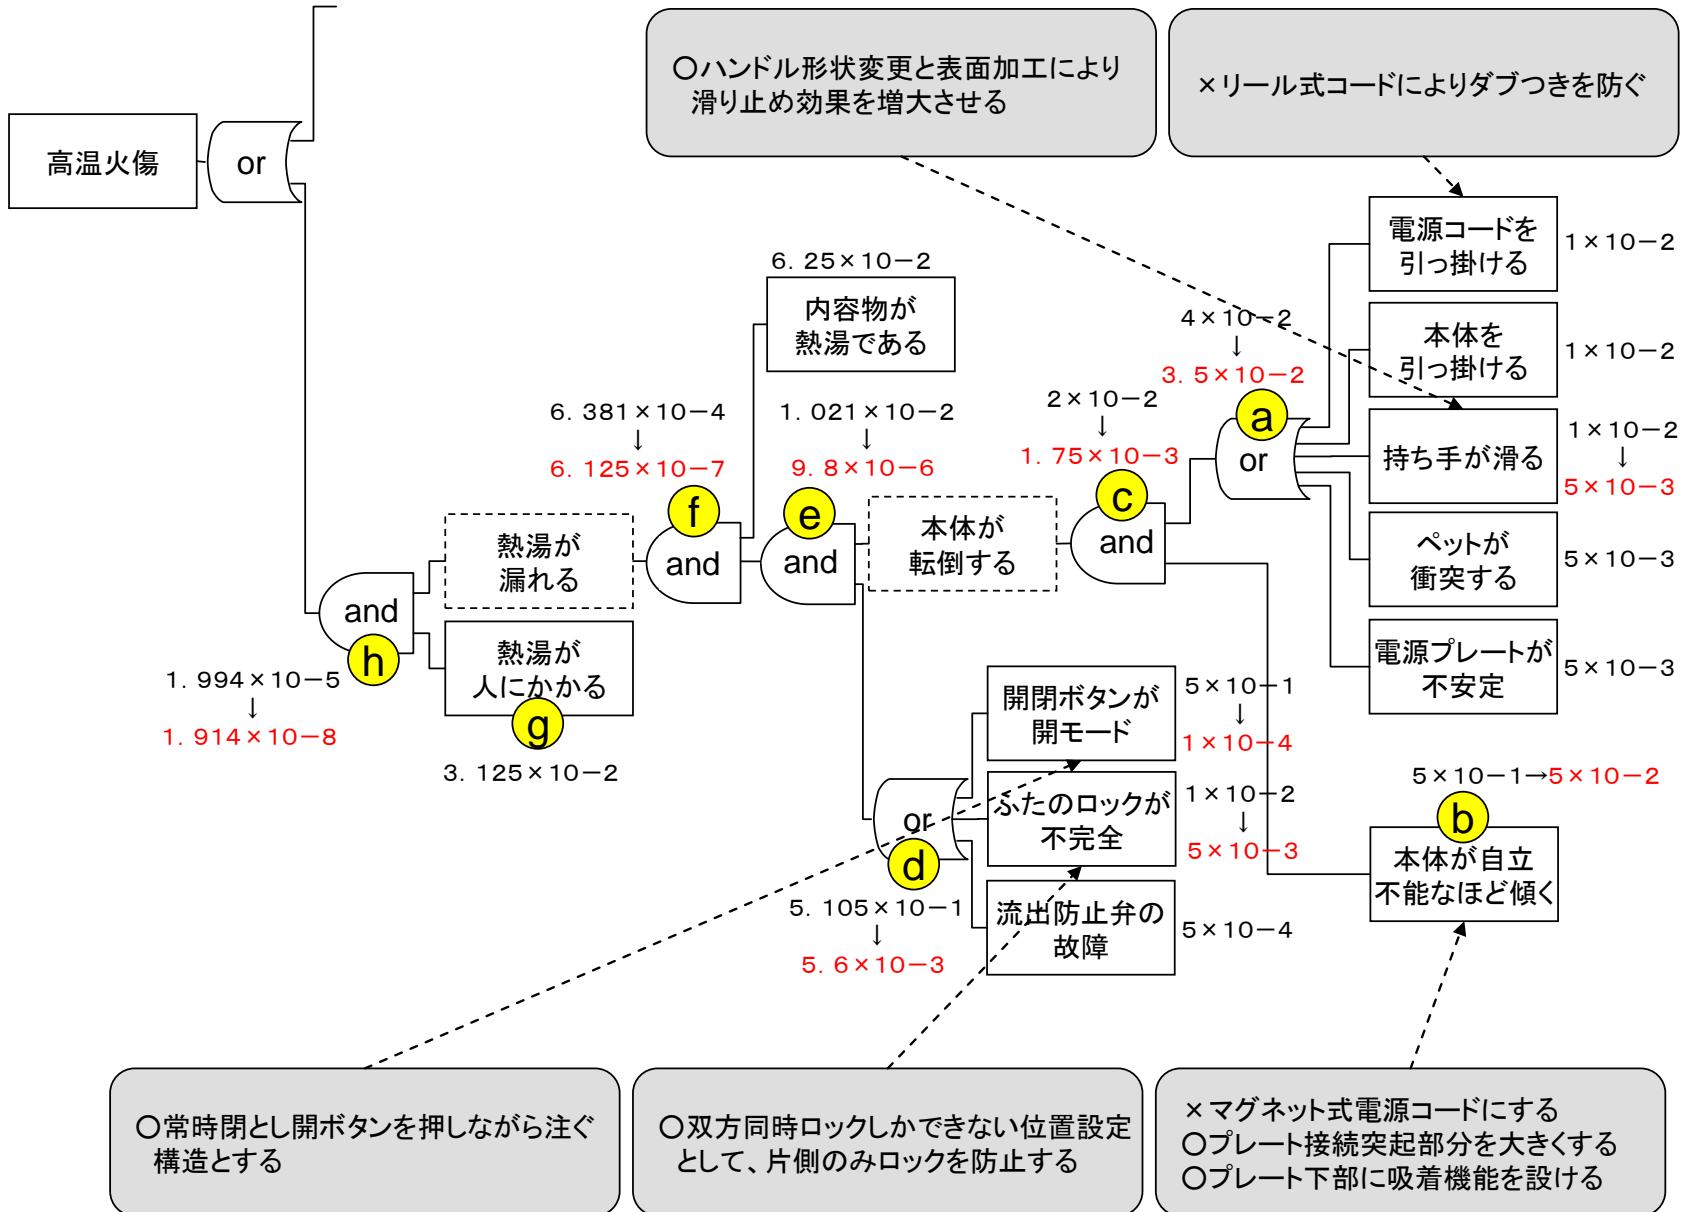 〇ハンドル形状変更と表面加工により
滑り止め効果を増大させる
×リール式コードによりダブつきを防ぐ
高温火傷
or
電源コードを
引っ掛ける
1×10−2
6．25×10−2
内容物が
熱湯である
4×10−2
↓
3．5×10−2
a
or
本体を
引っ掛ける
1×10−2
6．381×10−4
↓
6．125×10−7
f
and
1．021×10−2
↓
9．8×10−6
e
and
2×10−2
↓
1．75×10−3
c
and
持ち手が滑る
1×10−2
↓
5×10−3
熱湯が
漏れる
本体が
転倒する
ペットが
衝突する
5×10−3
and
h
1．994×10−5
↓
1．914×10−8
熱湯が
人にかかる
g
3．125×10−2
電源プレートが
不安定
5×10−3
開閉ボタンが
開モード
5×10−1
↓
1×10−4
or
d
5．105×10−1
↓
5．6×10−3
ふたのロックが
不完全
1×10−2
↓
5×10−3
流出防止弁の
故障
5×10−4
5×10−1→5×10−2
b
本体が自立
不能なほど傾く
〇常時閉とし開ボタンを押しながら注ぐ
構造とする
〇双方同時ロックしかできない位置設定
として、片側のみロックを防止する
×マグネット式電源コードにする
〇プレート接続突起部分を大きくする
〇プレート下部に吸着機能を設ける